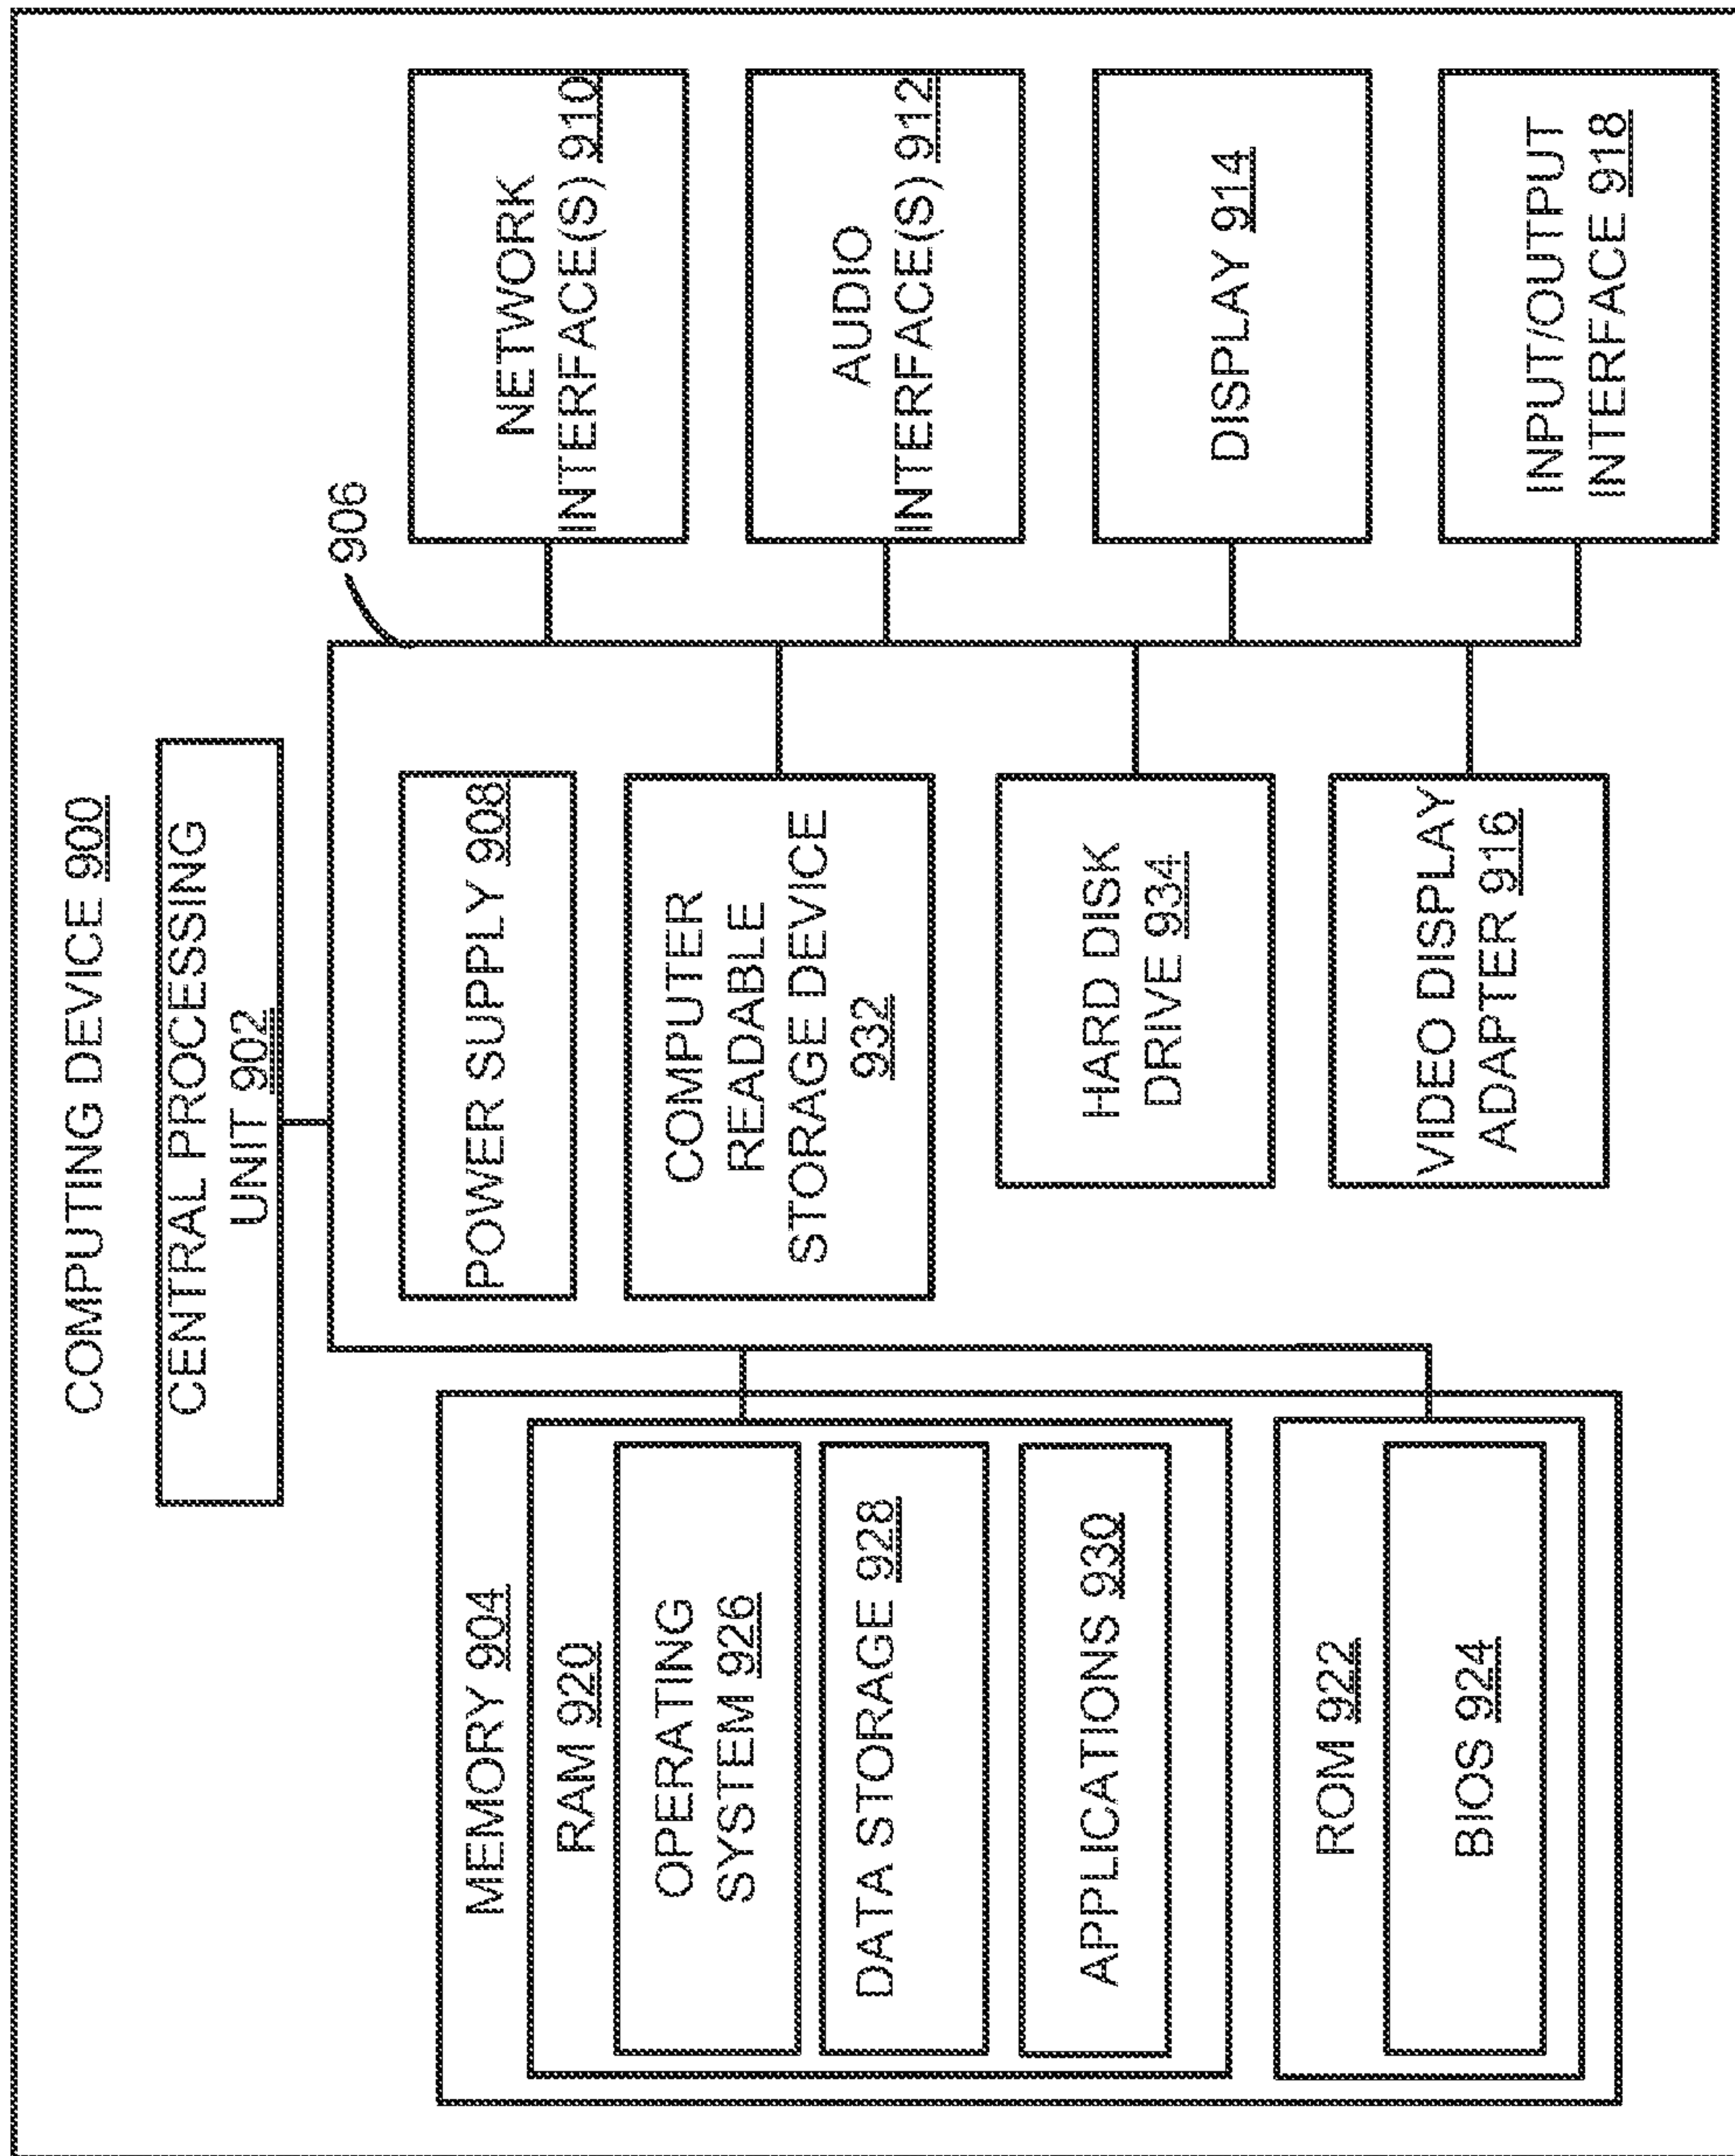 COMPUTING DEVICE 900
CENTRAL PROCESSING
UNIT 902
906
MEMORY 904
RAM 920
OPERATING
SYSTEM 926
DATA STORAGE 928
APPLICATIONS 930
ROM 922
BIOS 924
POWER SUPPLY 908
COMPUTER
READABLE
STORAGE DEVICE
932
HARD DISK
DRIVE 934
VIDEO DISPLAY
ADAPTER 916
NETWORK
INTERFACE(S) 910
AUDIO
INTERFACE(S) 912
DISPLAY 914
INPUT/OUTPUT
INTERFACE 918